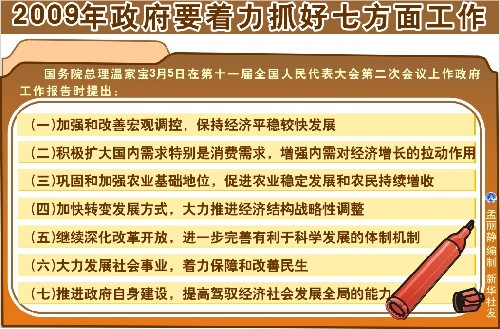 2009年政府要着力抓好七方面工作
国务院总理温家宝3月5日在第十一届全国人民代表大会第二次会议上作政府
工作报告时提出：
(一)加强和改善宏观调控，保持经济平稳较快发展
(二)积极扩大国内需求特别是消费需求，增强内需对经济增长的拉动作用
(三)巩固和加强农业基础地位，促进农业稳定发展和农民持续增收
(四)加快转变发展方式，大力推进经济结构战略性调整
(五)继续深化改革开放，进一步完善有利于科学发展的体制机制
(六)大力发展社会事业，着力保障和改善民生
(七)推进政府自身建设，提高驾驭经济社会发展全局的能力
孟丽静 编制 新华社发